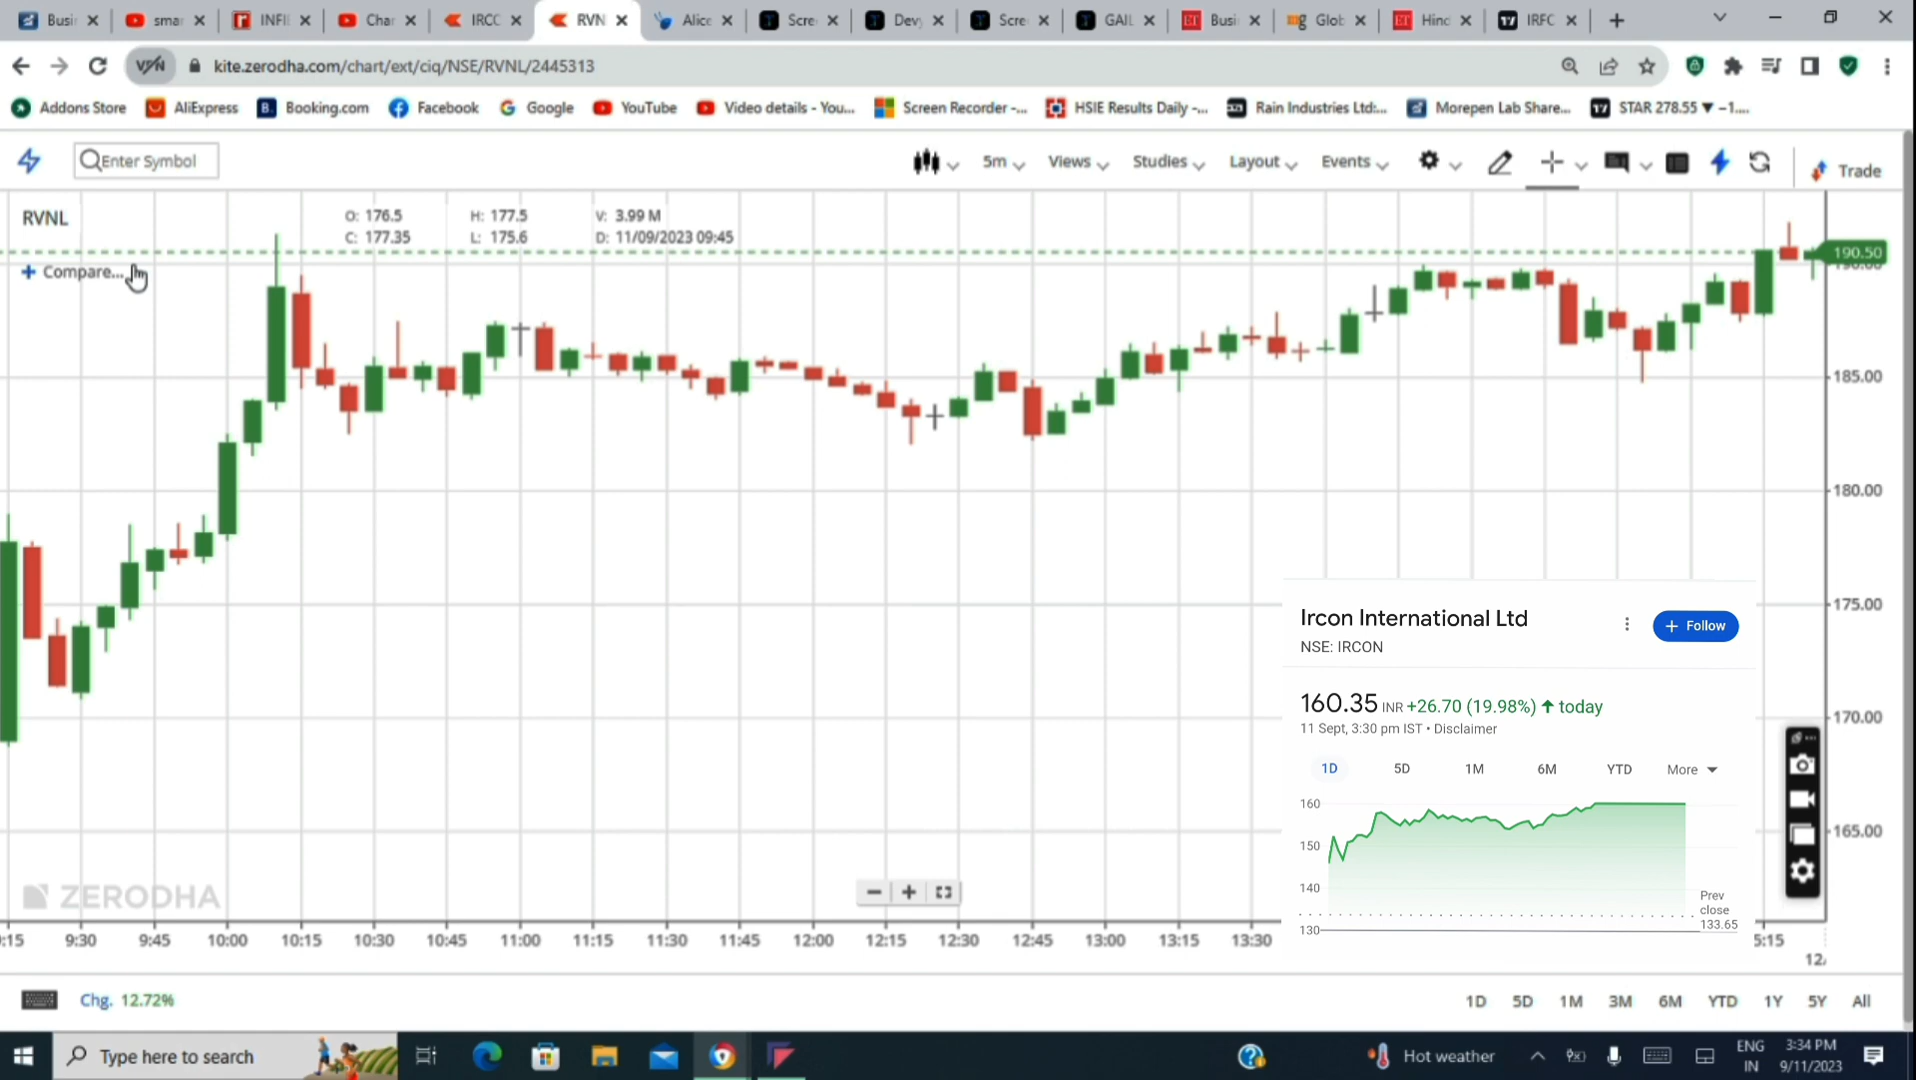 Busi
smar
INFIE
Char
IRCC
RVN
Alice
Scre
Devy
Scre
GAIL
Busi
Glob
Hind
IRFC
VPN
kite.zerodha.com/chart/ext/ciq/NSE/RVNL/2445313
Addons Store AliExpress Booking.com Facebook Google YouTube Video details - You... Screen Recorder -... HSIE Results Daily -... Rain Industries Ltd:... Morepen Lab Share... STAR 278.55 ▼ −1....
Enter Symbol 5m Views Studies Layout Events Trade
RVNL
O: 176.5 H: 177.5 V: 3.99 M
C: 177.35 L: 175.6 D: 11/09/2023 09:45
+ Compare...
190.50
185.00
180.00
175.00
170.00
165.00
Ircon International Ltd
NSE: IRCON
+ Follow
160.35 INR +26.70 (19.98%) ↑ today
11 Sept, 3:30 pm IST • Disclaimer
1D 5D 1M 6M YTD More
160
150
140
130
Prev
close
133.65
ZERODHA
:15 9:30 9:45 10:00 10:15 10:30 10:45 11:00 11:15 11:30 11:45 12:00 12:15 12:30 12:45 13:00 13:15 13:30 5:15
Chg. 12.72%
1D 5D 1M 3M 6M YTD 1Y 5Y All
Type here to search
Hot weather
ENG
IN
3:34 PM
9/11/2023